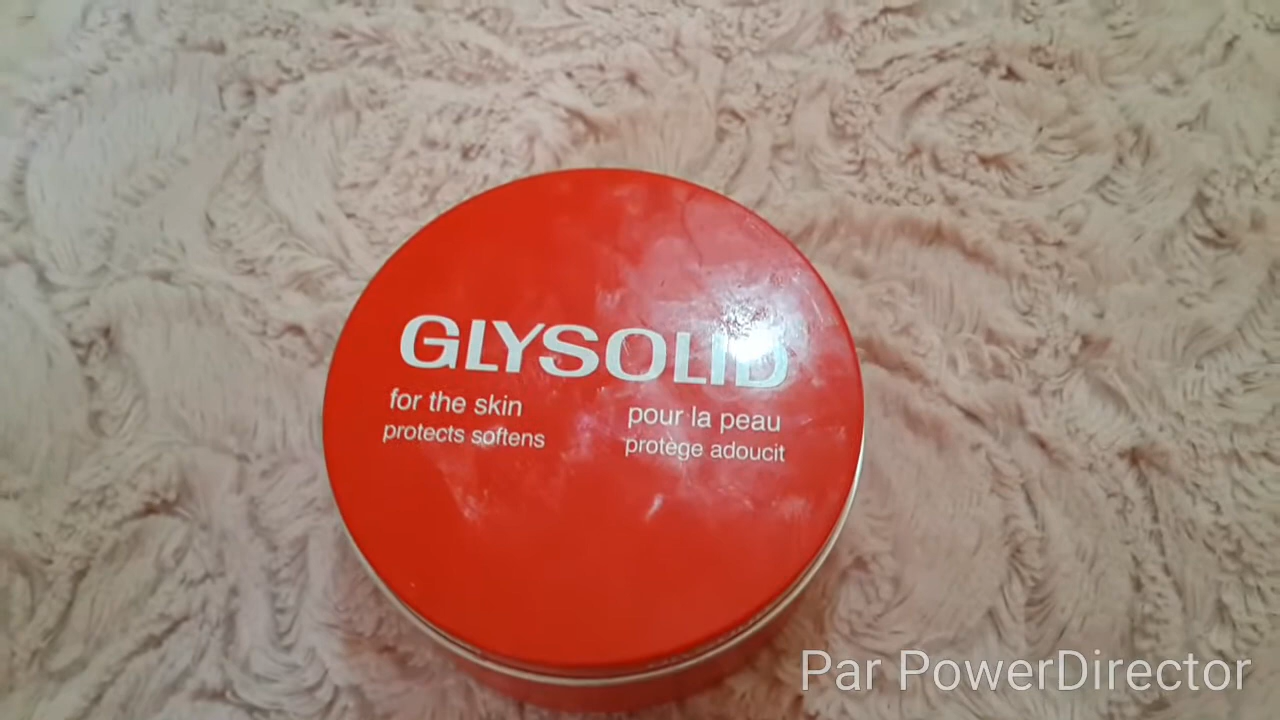 GLYSOLID
for the skin
protects softens
pour la peau
protège adoucit
Par PowerDirector